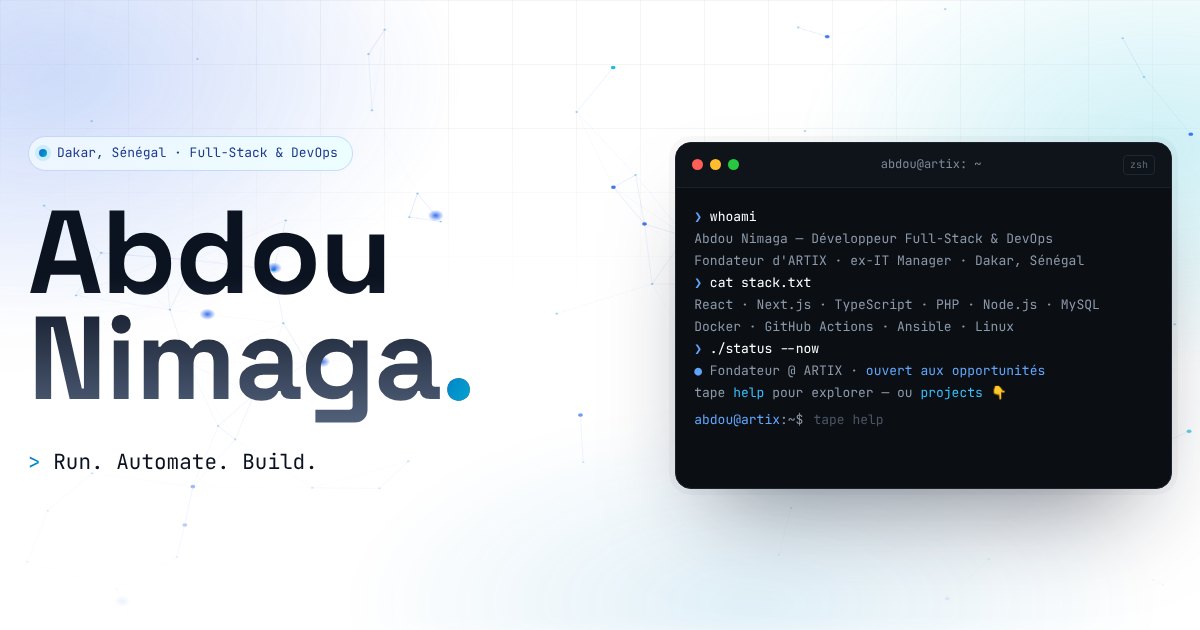 Dakar, Sénégal · Full-Stack & DevOps
Abdou
Nimaga.
> Run. Automate. Build.
abdou@artix: ~
zsh
❯ whoami
Abdou Nimaga — Développeur Full-Stack & DevOps
Fondateur d'ARTIX · ex-IT Manager · Dakar, Sénégal
❯ cat stack.txt
React · Next.js · TypeScript · PHP · Node.js · MySQL
Docker · GitHub Actions · Ansible · Linux
❯ ./status --now
● Fondateur @ ARTIX · ouvert aux opportunités
tape help pour explorer — ou projects 👇
abdou@artix:~$ tape help